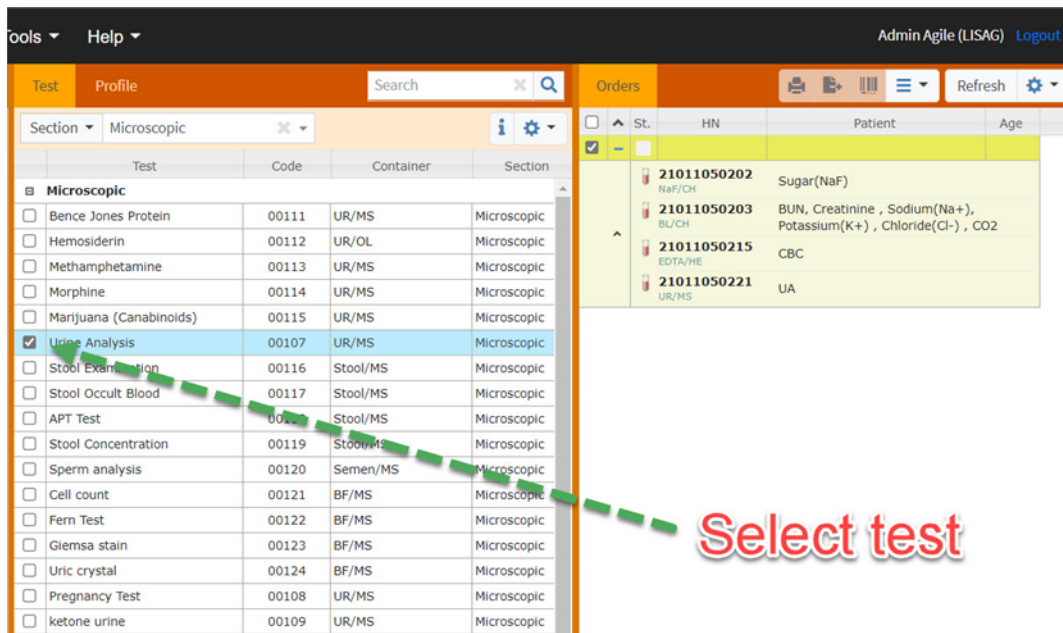 Tools Help Admin Agile (LISAG) Logout
Test Profile Search Orders Refresh
Section Microscopic St. HN Patient Age
Test Code Container Section
Microscopic
Bence Jones Protein 00111 UR/MS Microscopic
Hemosiderin 00112 UR/OL Microscopic
Methamphetamine 00113 UR/MS Microscopic
Morphine 00114 UR/MS Microscopic
Marijuana (Canabinoids) 00115 UR/MS Microscopic
Urine Analysis 00107 UR/MS Microscopic
Stool Examination 00116 Stool/MS Microscopic
Stool Occult Blood 00117 Stool/MS Microscopic
APT Test Stool/MS Microscopic
Stool Concentration 00119 Stool/MS Microscopic
Sperm analysis 00120 Semen/MS Microscopic
Cell count 00121 BF/MS Microscopic
Fern Test 00122 BF/MS Microscopic
Giemsa stain 00123 BF/MS Microscopic
Uric crystal 00124 BF/MS Microscopic
Pregnancy Test 00108 UR/MS Microscopic
ketone urine 00109 UR/MS Microscopic
21011050202 Sugar(NaF)
NaF/CH
21011050203 BUN, Creatinine , Sodium(Na+),
BL/CH Potassium(K+) , Chloride(Cl-) , CO2
21011050215 CBC
EDTA/HE
21011050221 UA
UR/MS
Select test